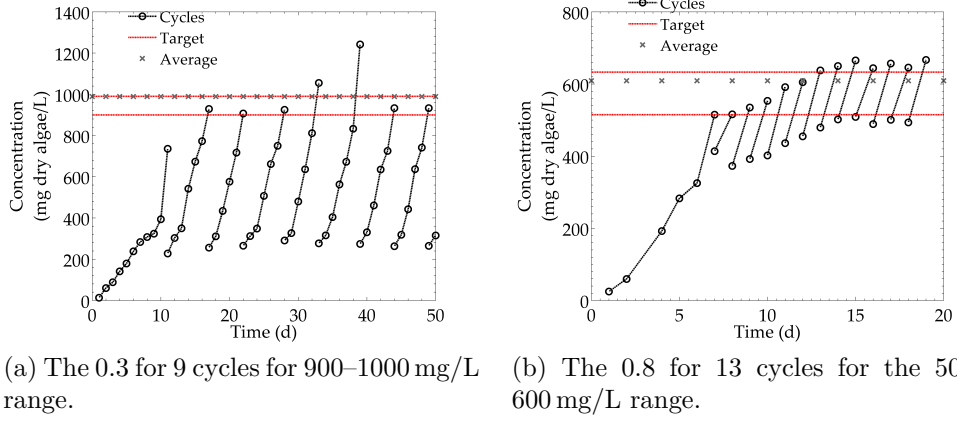 1400
1200
1000
800
600
400
200
0
Concentration
(mg dry algae/L)
Cycles
Target
Average
0 10 20 30 40 50
Time (d)
(a) The 0.3 for 9 cycles for 900–1000 mg/L
range.
800
600
400
200
0
Concentration
(mg dry algae/L)
Cycles
Target
Average
0 5 10 15 20
Time (d)
(b) The 0.8 for 13 cycles for the 50
600 mg/L range.